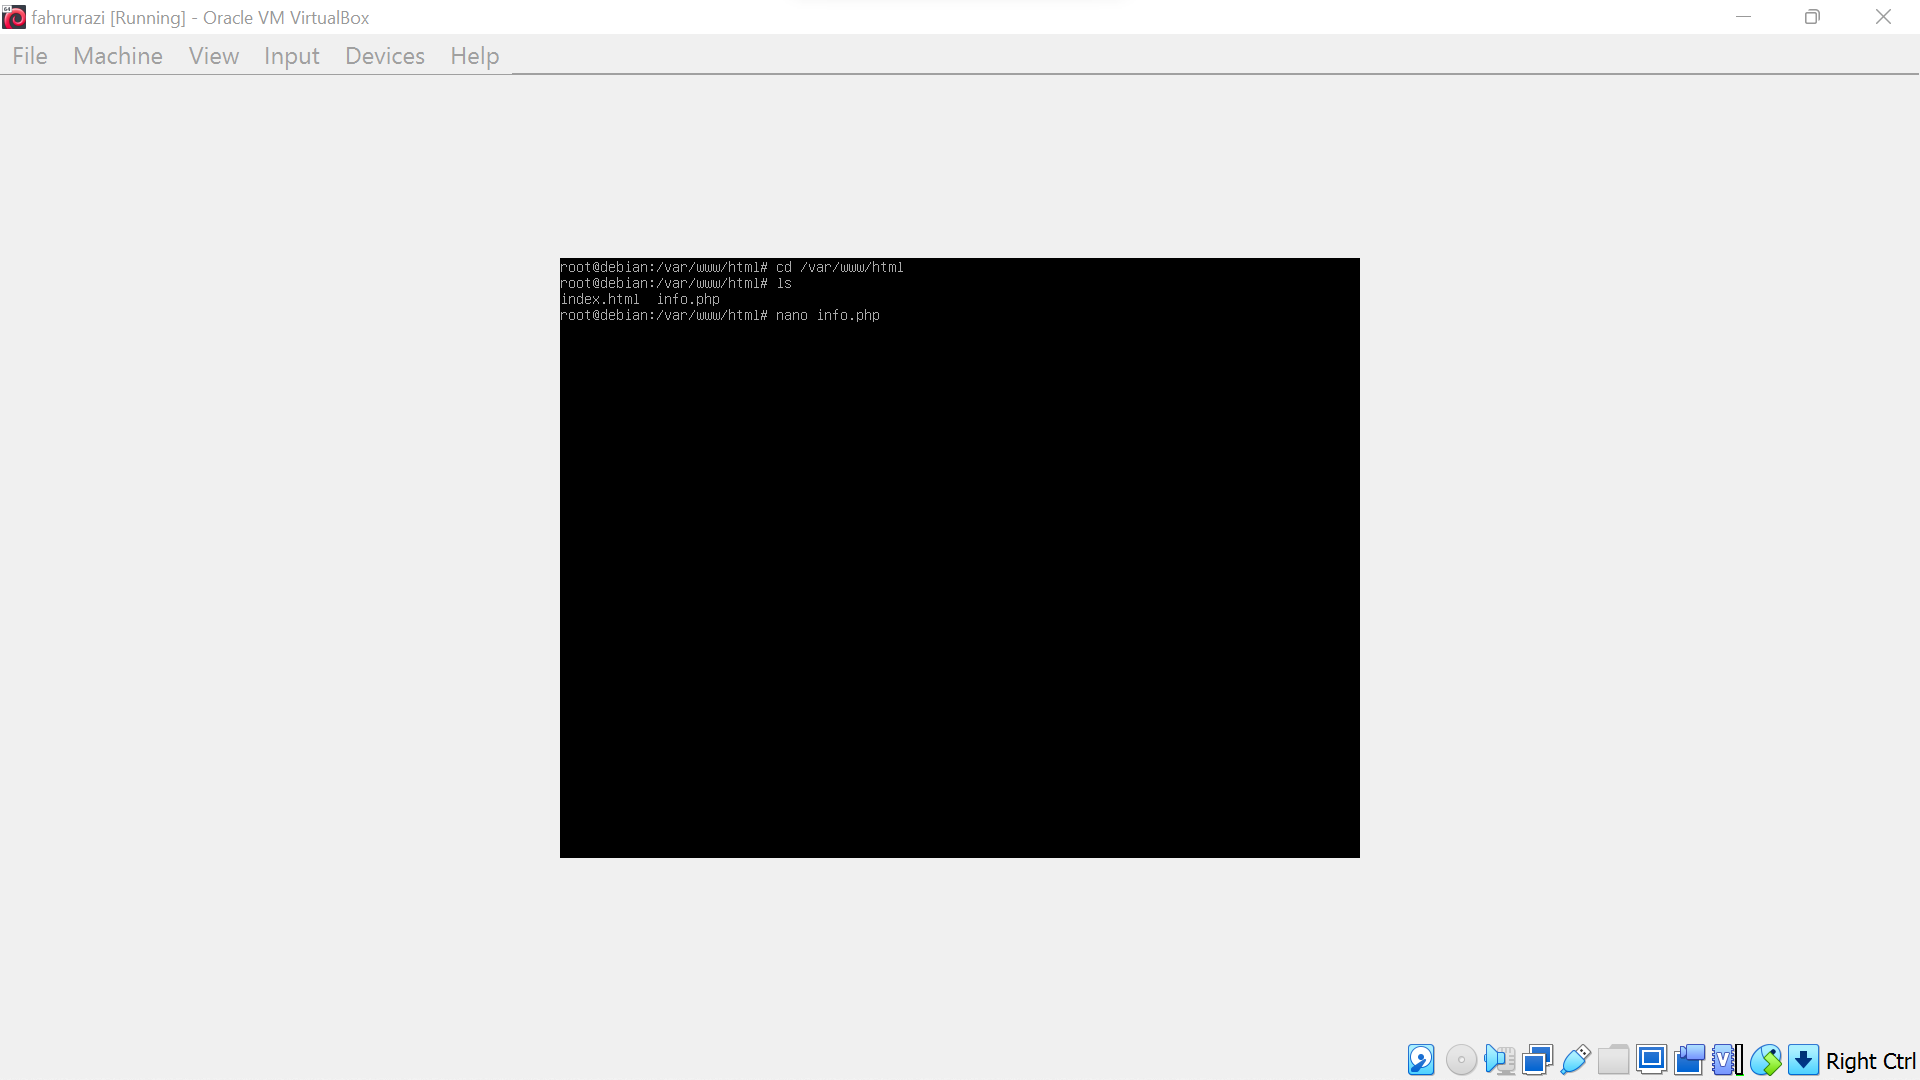 fahrurrazi [Running] - Oracle VM VirtualBox
File Machine View Input Devices Help
root@debian:/var/www/html# cd /var/www/html
root@debian:/var/www/html# ls
index.html  info.php
root@debian:/var/www/html# nano info.php
Right Ctrl